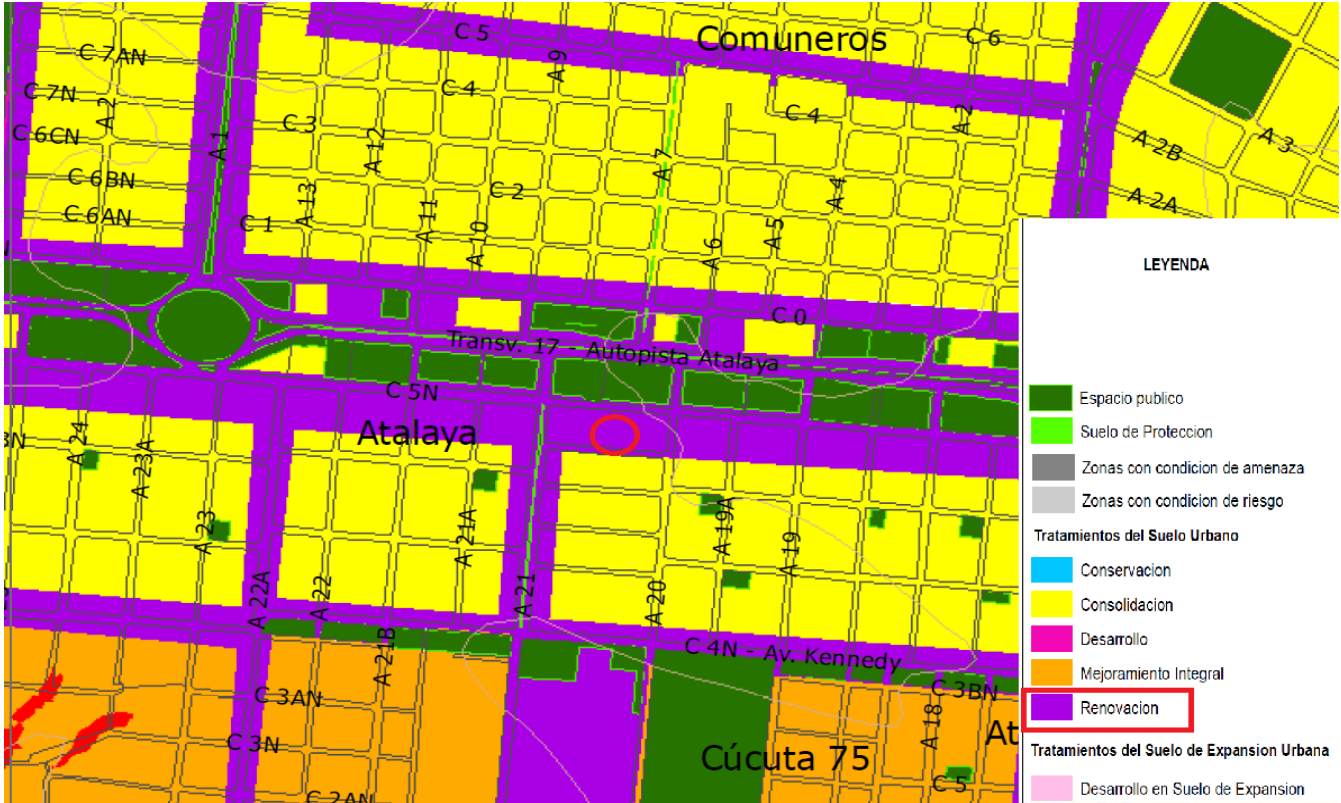 Comuneros
C 5
C 6
C 7AN
A 9
C 7N
A 2
C 4
C 4
A 2
C 3
C 6CN
A 1
A 12
A 2B
A 3
A 7
C 6BN
C 2
A 13
A 4
A 2A
C 6AN
C 1
A 11
A 10
A 5
A 6
C 0
Transv. 17 - Autopista Atalaya
C 5N
Atalaya
A 24
A 23A
A 23
A 21A
A 19A
A 19
A 22A
A 22
A 21
A 20
A 21B
C 4N - Av. Kennedy
C 3AN
C 3BN
A 18
At
C 3N
Cúcuta 75
C 5
C 2AN
LEYENDA
Espacio publico
Suelo de Proteccion
Zonas con condicion de amenaza
Zonas con condicion de riesgo
Tratamientos del Suelo Urbano
Conservacion
Consolidacion
Desarrollo
Mejoramiento Integral
Renovacion
Tratamientos del Suelo de Expansion Urbana
Desarrollo en Suelo de Expansion